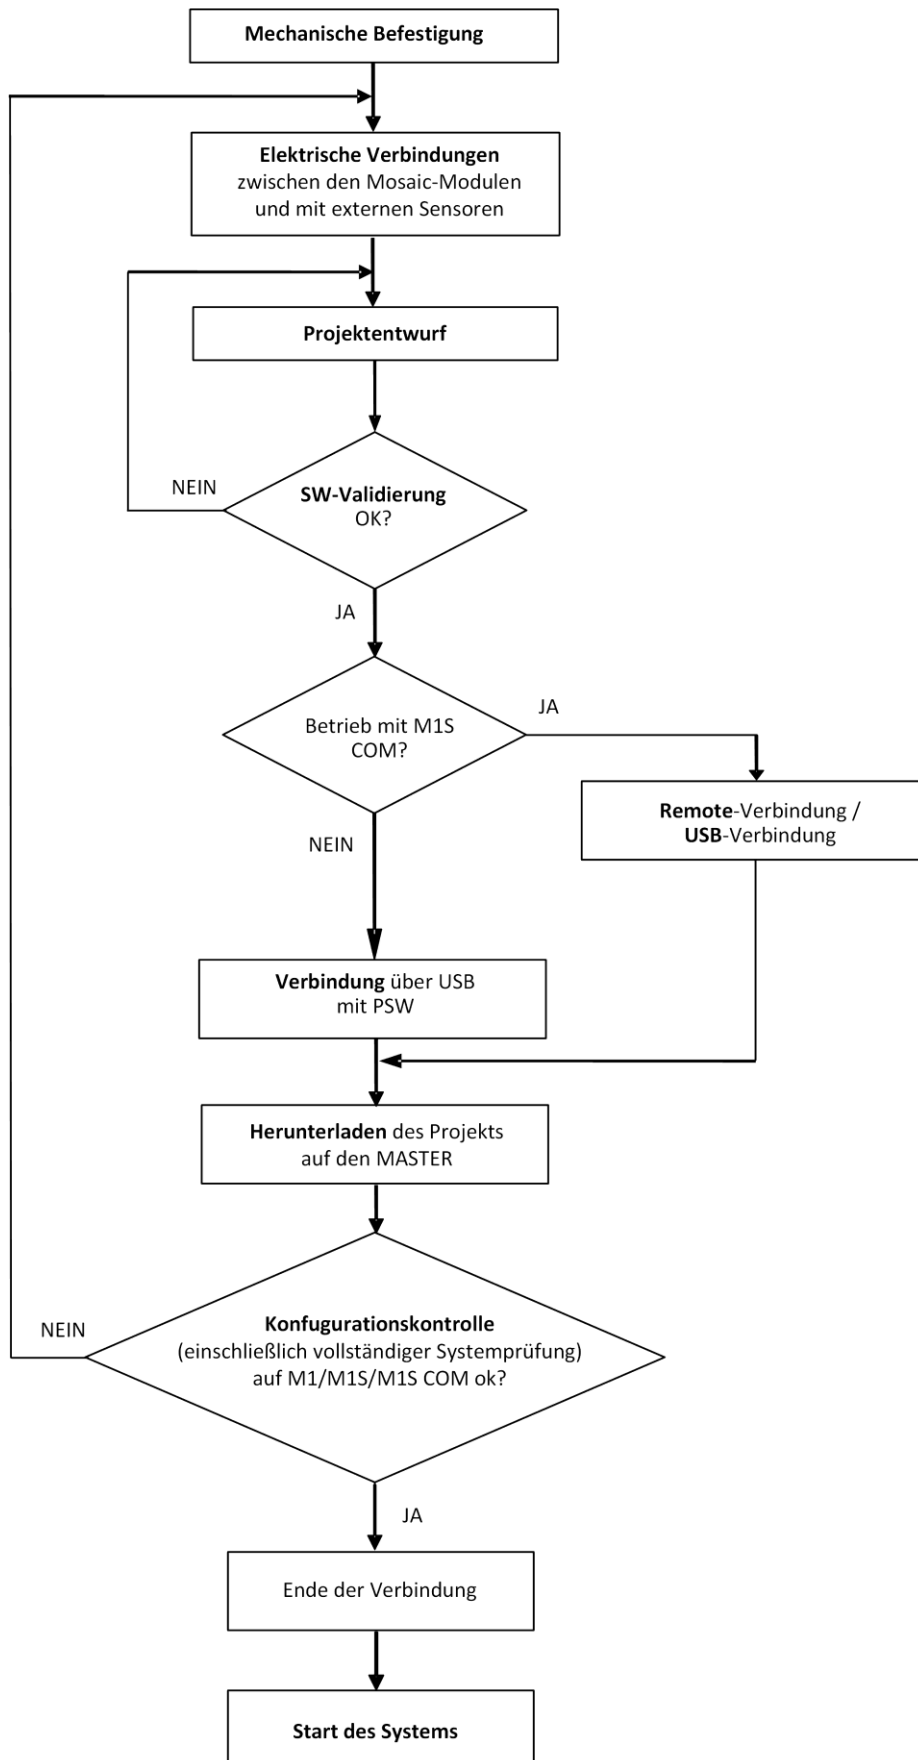 Mechanische Befestigung
Elektrische Verbindungen
zwischen den Mosaic-Modulen
und mit externen Sensoren
Projektentwurf
NEIN
SW-Validierung
OK?
JA
Betrieb mit M1S
COM?
JA
NEIN
Remote-Verbindung /
USB-Verbindung
Verbindung über USB
mit PSW
Herunterladen des Projekts
auf den MASTER
NEIN
Konfugurationskontrolle
(einschließlich vollständiger Systemprüfung)
auf M1/M1S/M1S COM ok?
JA
Ende der Verbindung
Start des Systems